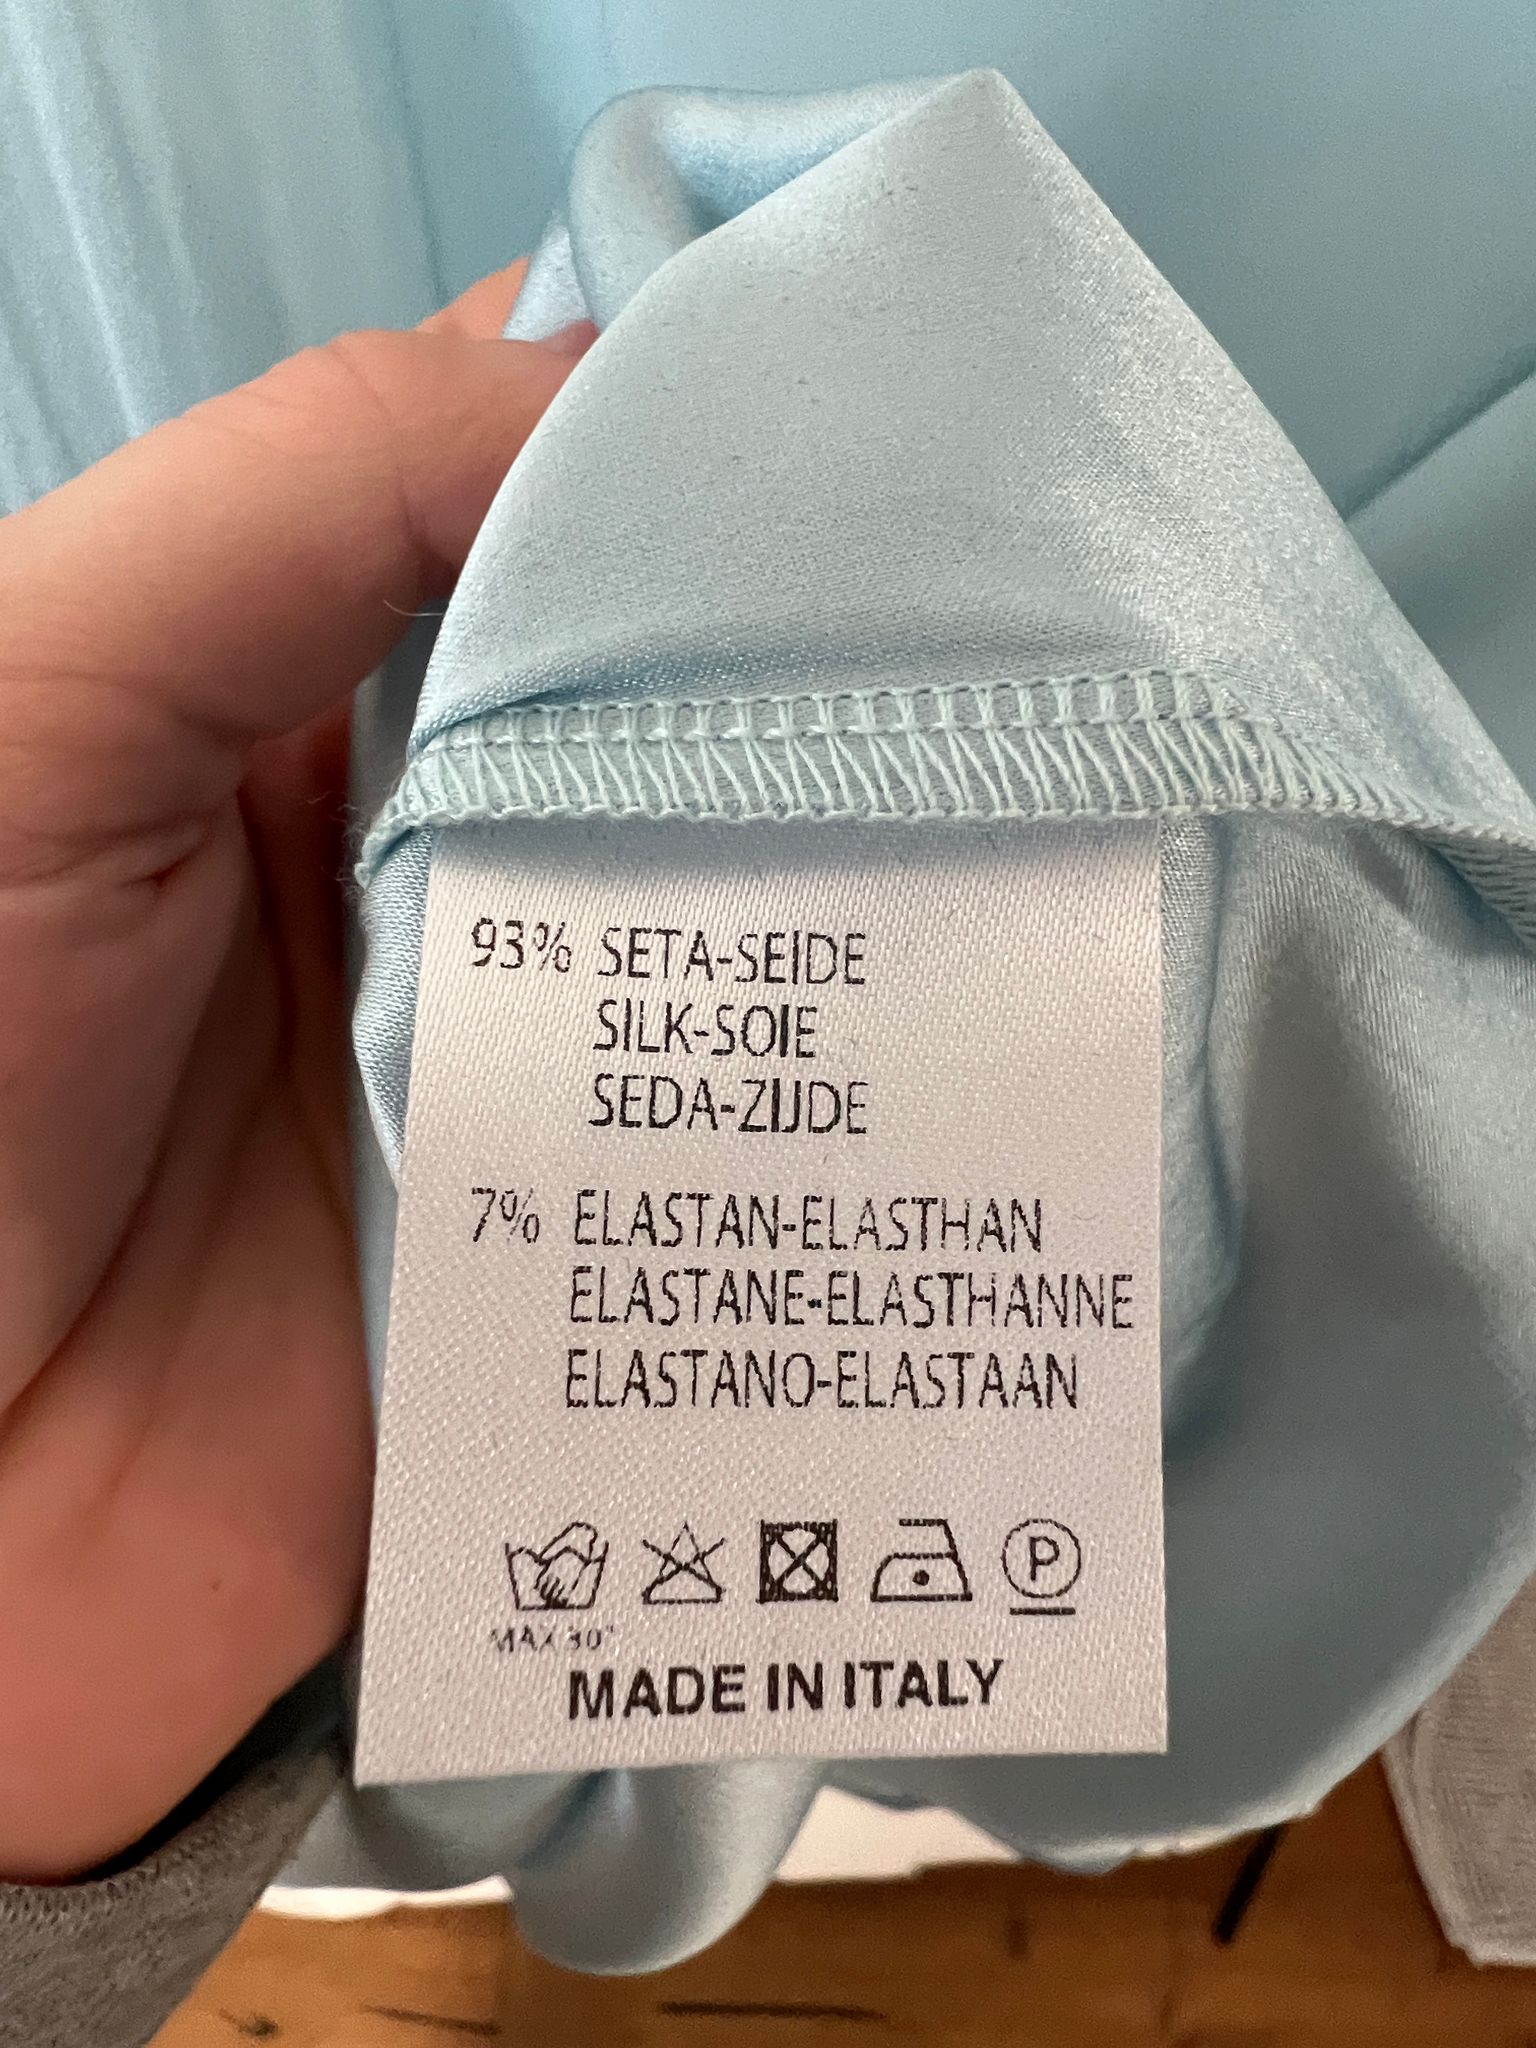 93% SETA-SEIDE
SILK-SOIE
SEDA-ZIJDE
7% ELASTAN-ELASTHAN
ELASTANE-ELASTHANNE
ELASTANO-ELASTAAN
P
MAX 30°
MADE IN ITALY